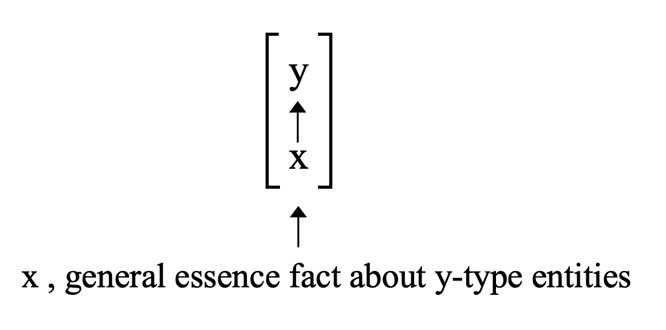 y
x
x , general essence fact about y-type entities